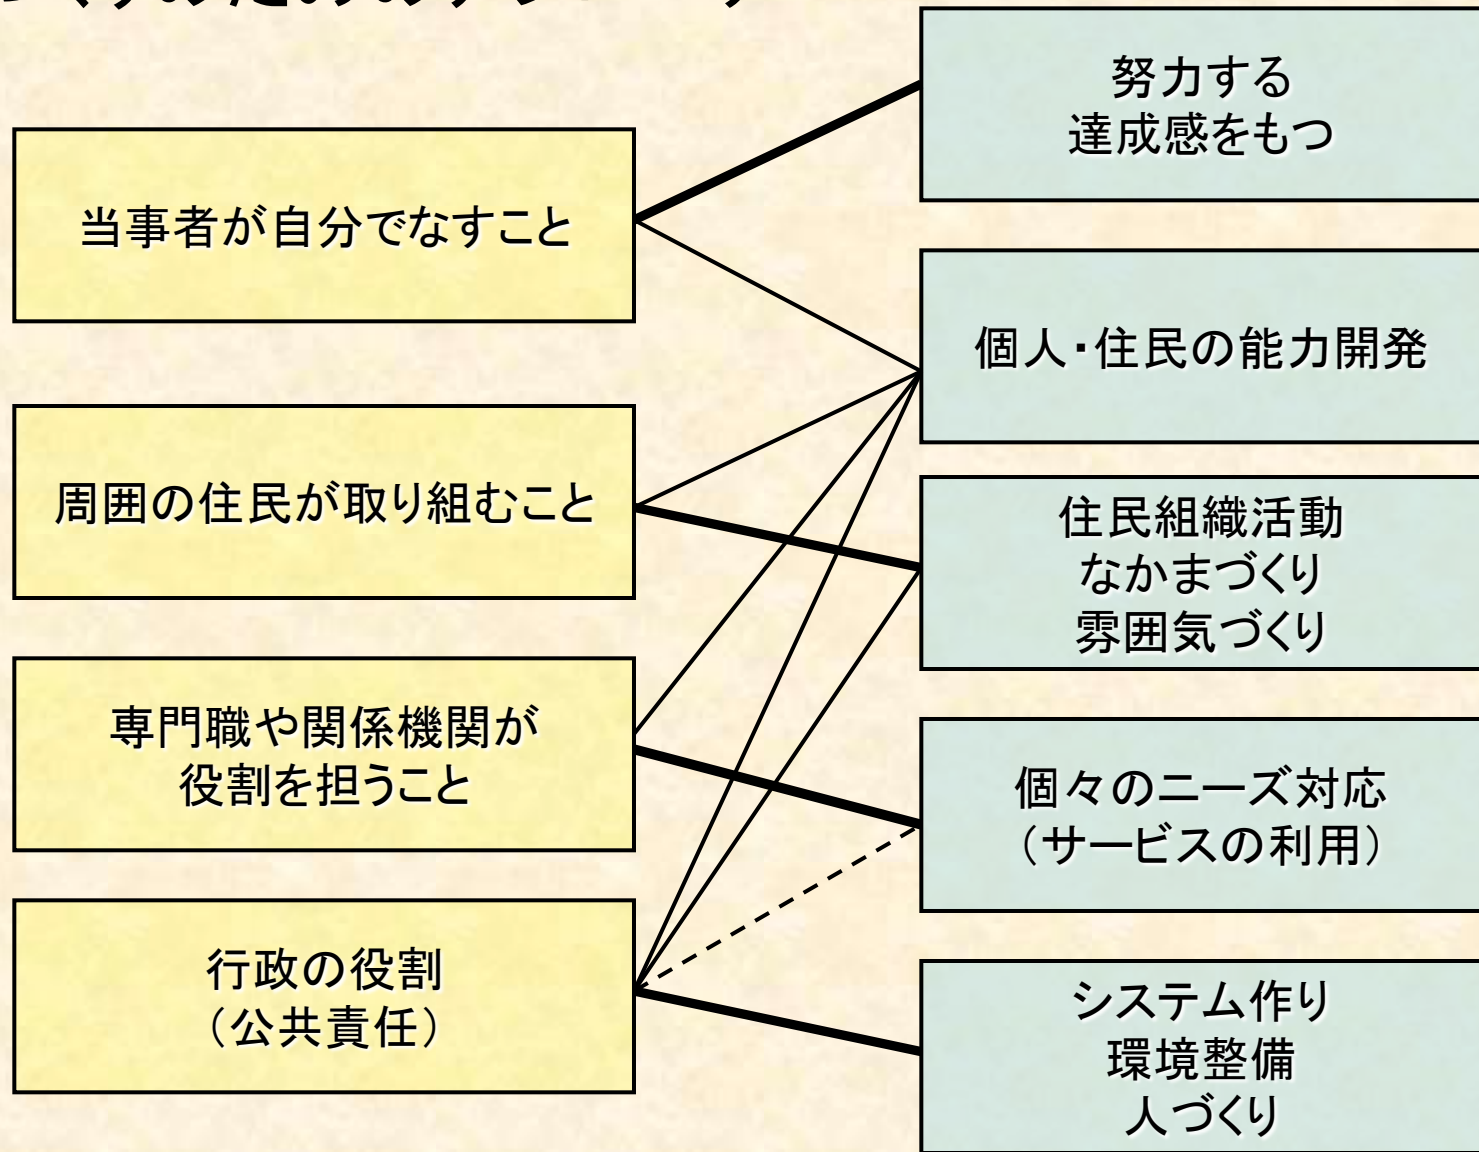 当事者が自分でなすこと
周囲の住民が取り組むこと
専門職や関係機関が
役割を担うこと
行政の役割
（公共責任）
努力する
達成感をもつ
個人・住民の能力開発
住民組織活動
なかまづくり
雰囲気づくり
個々のニーズ対応
（サービスの利用）
システム作り
環境整備
人づくり